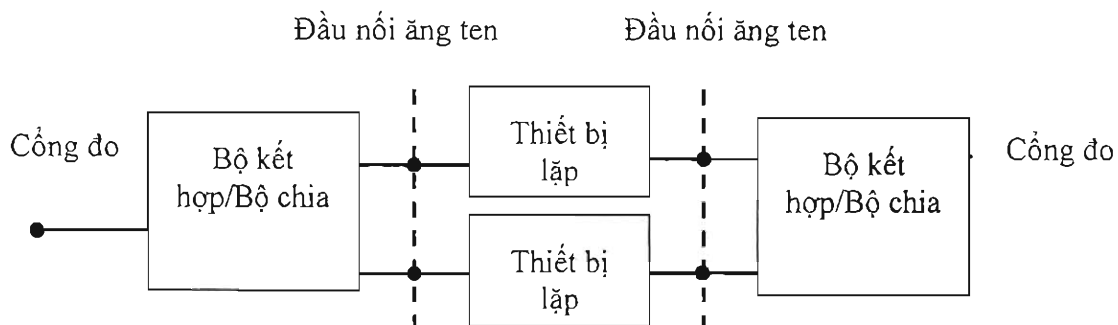 Đầu nối ăng ten
Đầu nối ăng ten
Cổng đo
Bộ kết
hợp/Bộ chia
Thiết bị
lặp
Bộ kết
hợp/Bộ chia
Cổng đo
Thiết bị
lặp